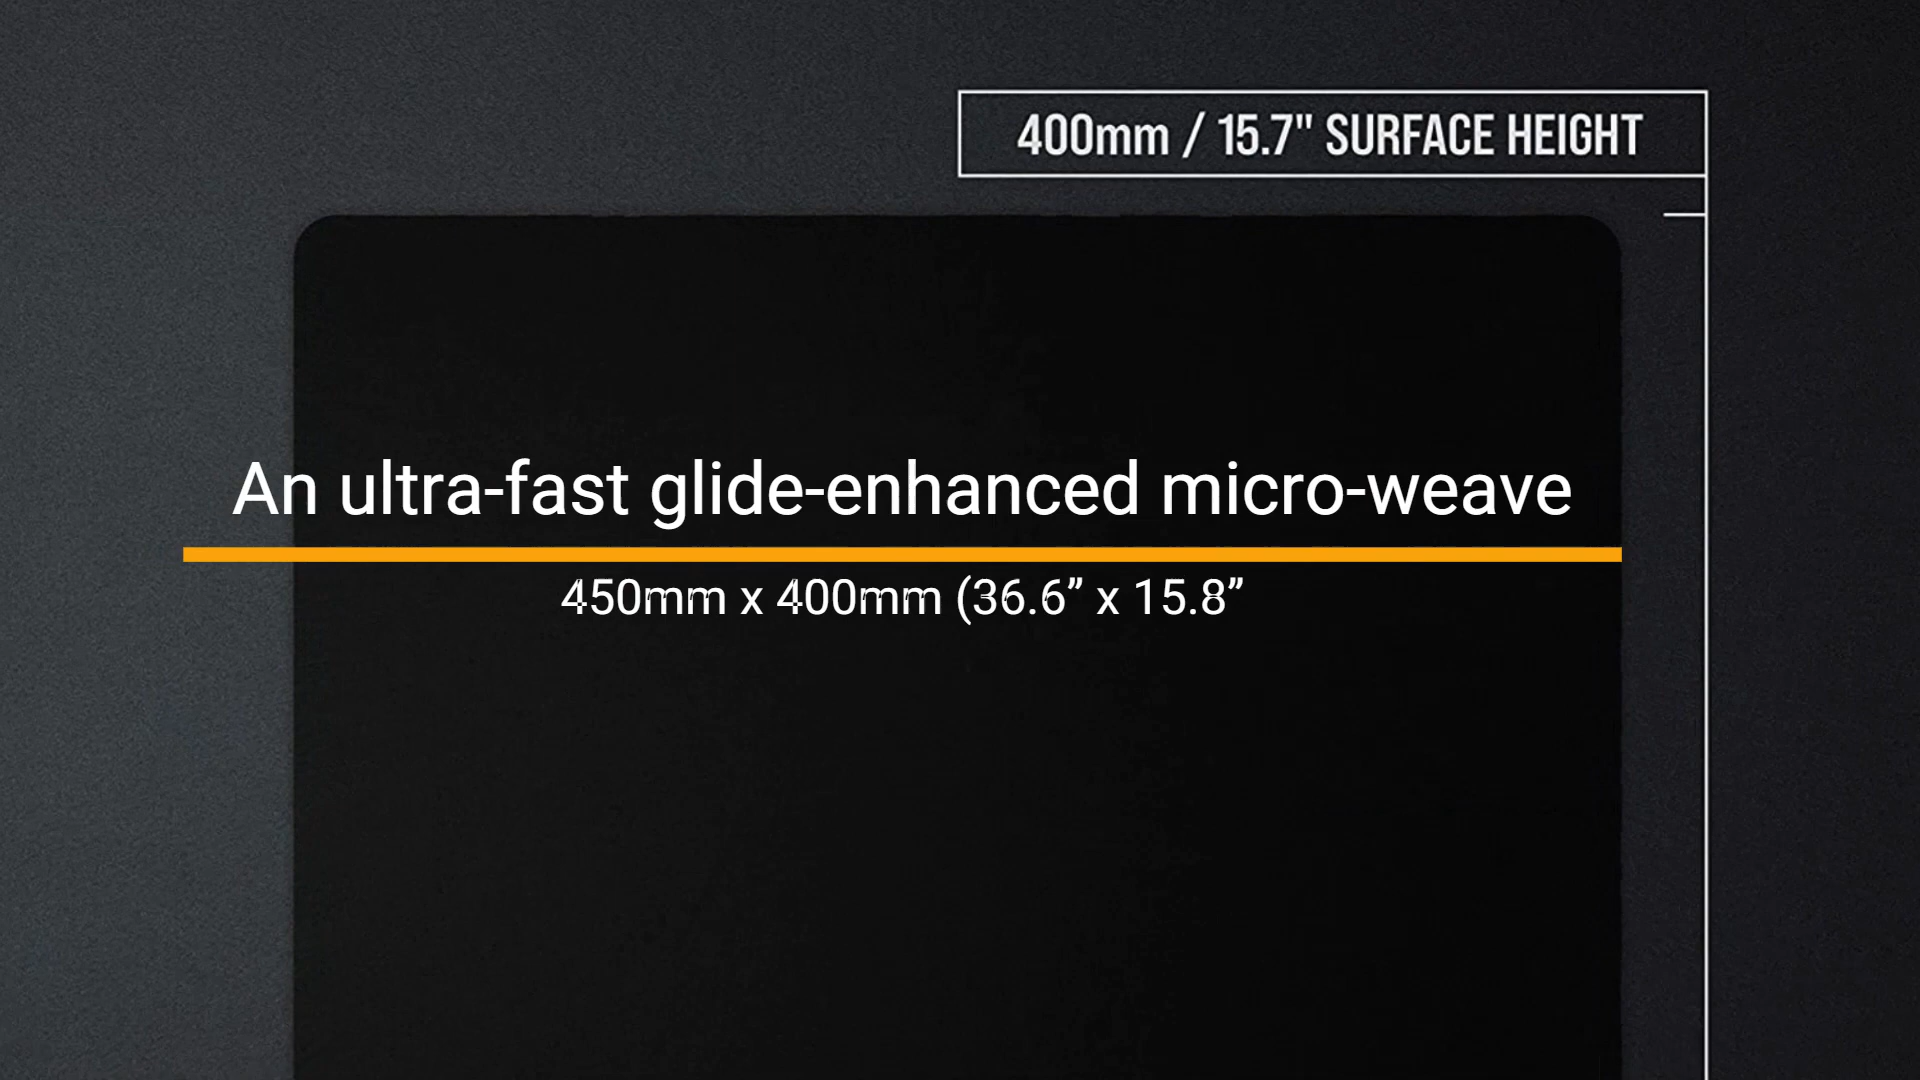 400mm / 15.7" SURFACE HEIGHT
An ultra-fast glide-enhanced micro-weave
450mm x 400mm (36.6” x 15.8”